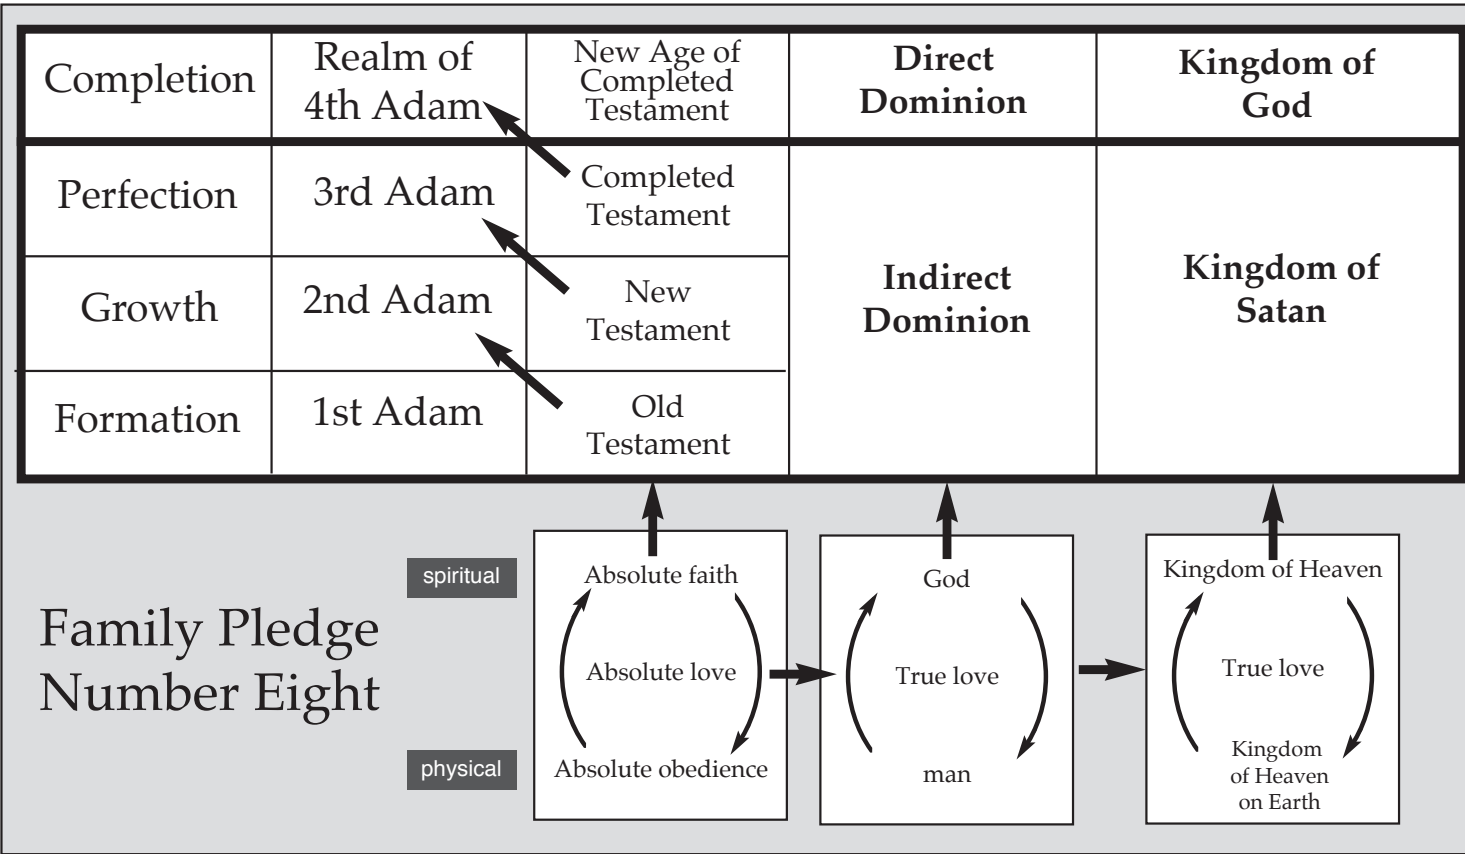 Completion
Realm of
4th Adam
New Age of
Completed
Testament
Direct
Dominion
Kingdom of
God
Perfection
3rd Adam
Completed
Testament
Growth
2nd Adam
New
Testament
Formation
1st Adam
Old
Testament
Indirect
Dominion
Kingdom of
Satan
Family Pledge
Number Eight
spiritual
physical
Absolute faith
Absolute love
Absolute obedience
God
True love
man
Kingdom of Heaven
True love
Kingdom
of Heaven
on Earth